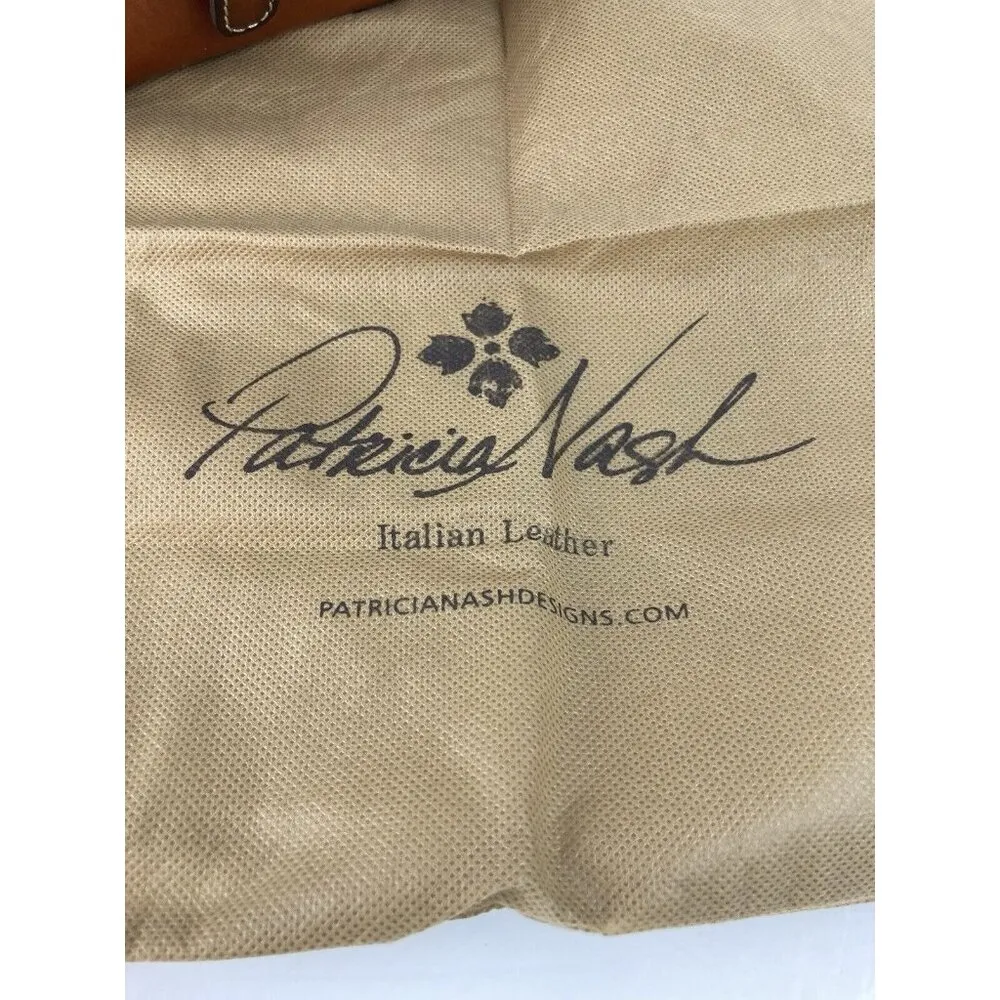 Patricia Nash
Italian Leather
PATRICIANASHDESIGNS.COM